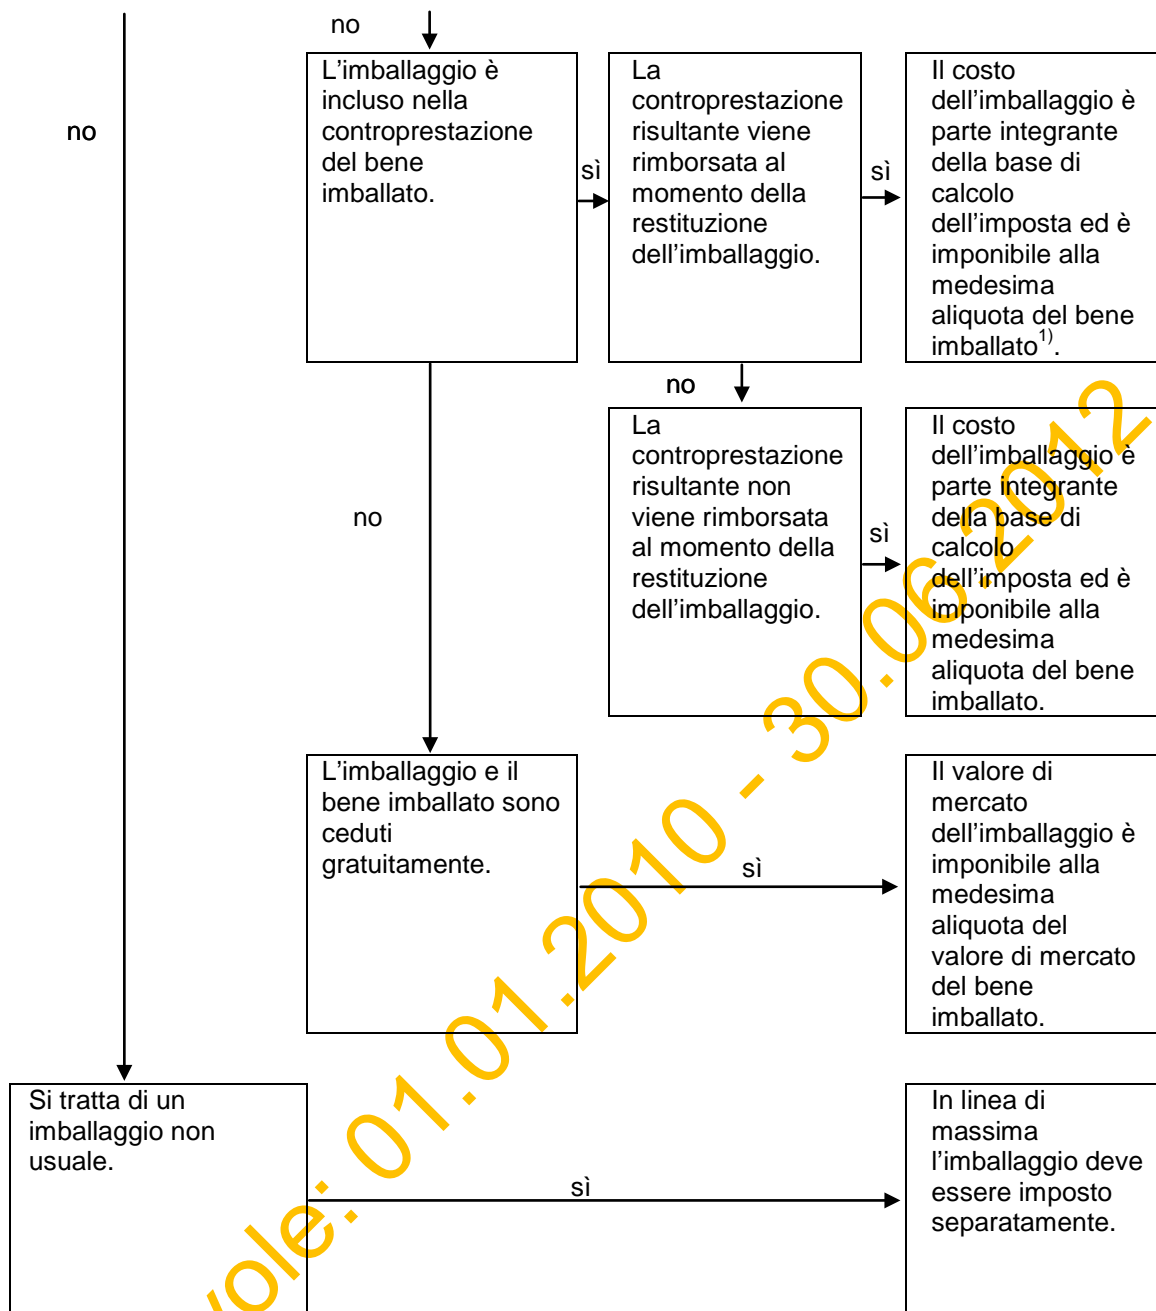 no
no
L'imballaggio è
incluso nella
controprestazione
del bene
imballato.
sì
La
controprestazione
risultante viene
rimborsata al
momento della
restituzione
dell'imballaggio.
sì
Il costo
dell'imballaggio è
parte integrante
della base di
calcolo
dell'imposta ed è
imponibile alla
medesima
aliquota del bene
imballato1).
no
no
La
controprestazione
risultante non
viene rimborsata
al momento della
restituzione
dell'imballaggio.
sì
Il costo
dell'imballaggio è
parte integrante
della base di
calcolo
dell'imposta ed è
imponibile alla
medesima
aliquota del bene
imballato.
L'imballaggio e il
bene imballato sono
ceduti
gratuitamente.
sì
Il valore di
mercato
dell'imballaggio è
imponibile alla
medesima
aliquota del
valore di mercato
del bene
imballato.
Si tratta di un
imballaggio non
usuale.
sì
In linea di
massima
l'imballaggio deve
essere imposto
separatamente.
vole: 01.01.2010 - 30.06.2012